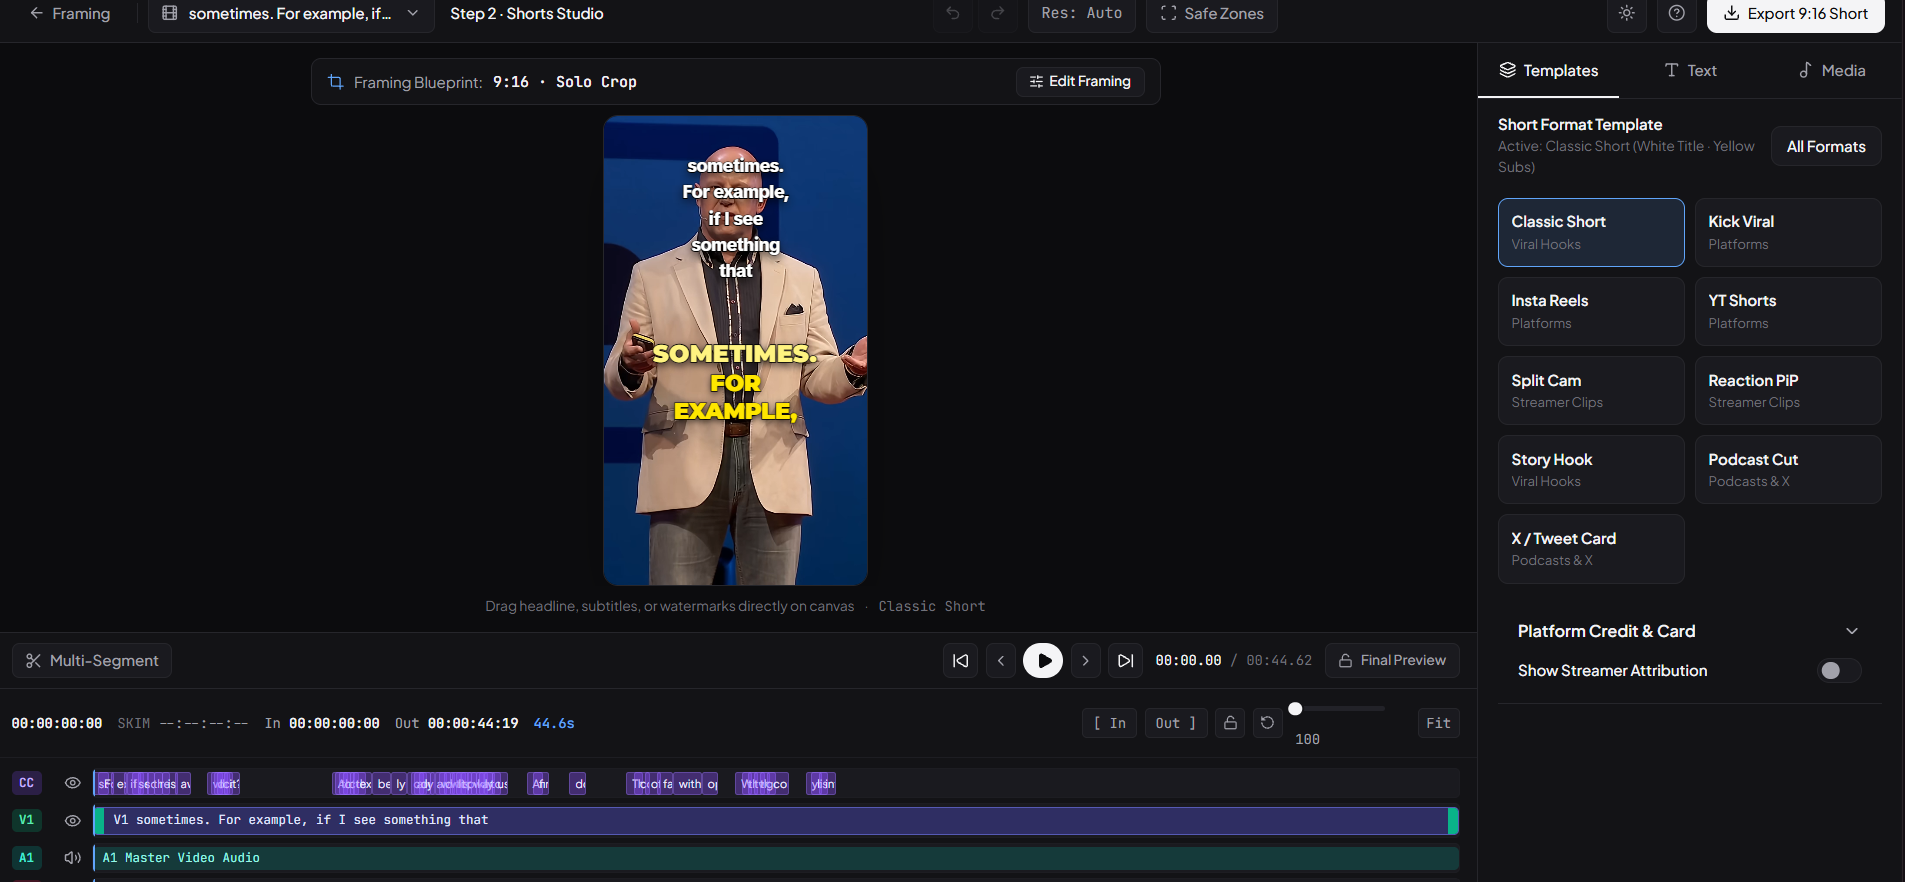 Framing
sometimes. For example, if...
Step 2 · Shorts Studio
Res: Auto
Safe Zones
Export 9:16 Short
Framing Blueprint: 9:16 · Solo Crop
Edit Framing
sometimes.
For example,
if I see
something
that
SOMETIMES.
FOR
EXAMPLE,
Drag headline, subtitles, or watermarks directly on canvas · Classic Short
Templates
Text
Media
Short Format Template
Active: Classic Short (White Title · Yellow
Subs)
All Formats
Classic Short
Viral Hooks
Kick Viral
Platforms
Insta Reels
Platforms
YT Shorts
Platforms
Split Cam
Streamer Clips
Reaction PiP
Streamer Clips
Story Hook
Viral Hooks
Podcast Cut
Podcasts & X
X / Tweet Card
Podcasts & X
Platform Credit & Card
Show Streamer Attribution
Multi-Segment
00:00.00 / 00:44.62
Final Preview
00:00:00:00 SKIM --:--:--:-- In 00:00:00:00 Out 00:00:44:19 44.6s
[ In
Out ]
100
Fit
CC
be ly
with
V1
V1 sometimes. For example, if I see something that
A1
A1 Master Video Audio